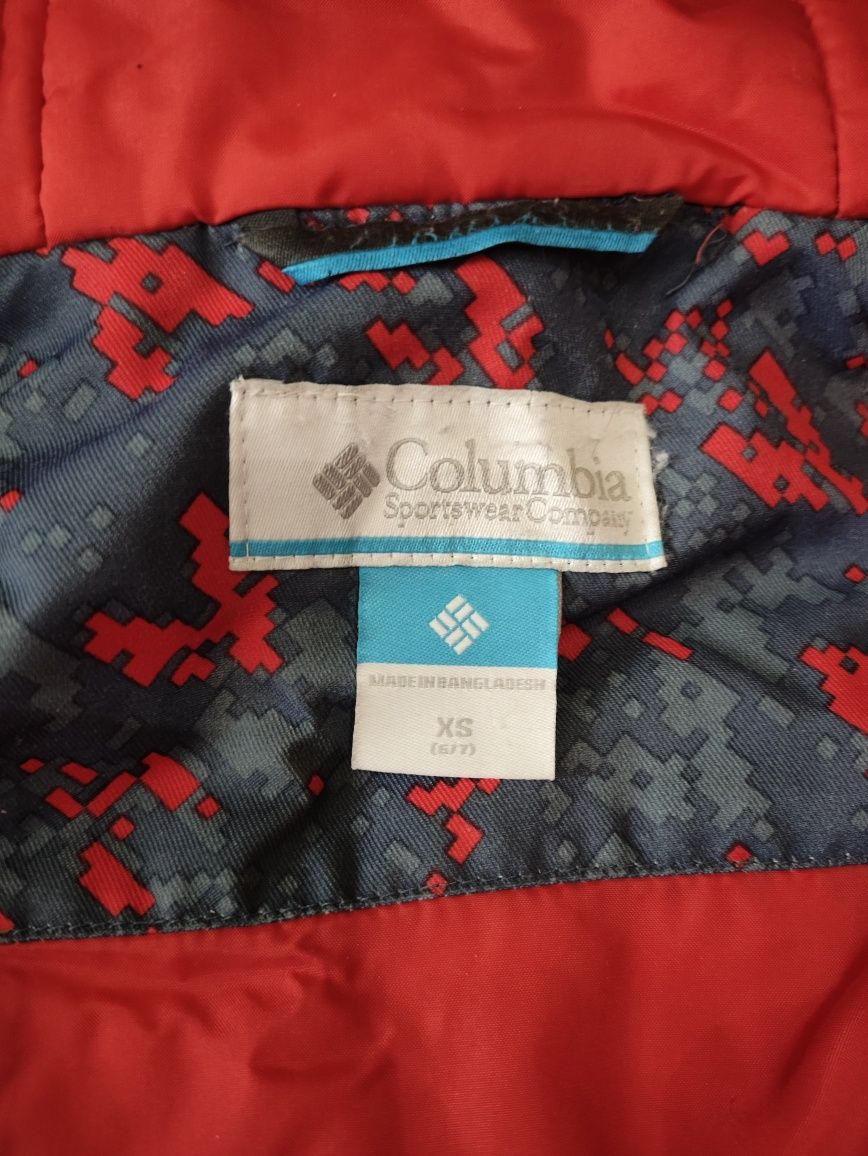 Columbia
Sportswear Company
MADE IN BANGLADESH
XS
(6/7)